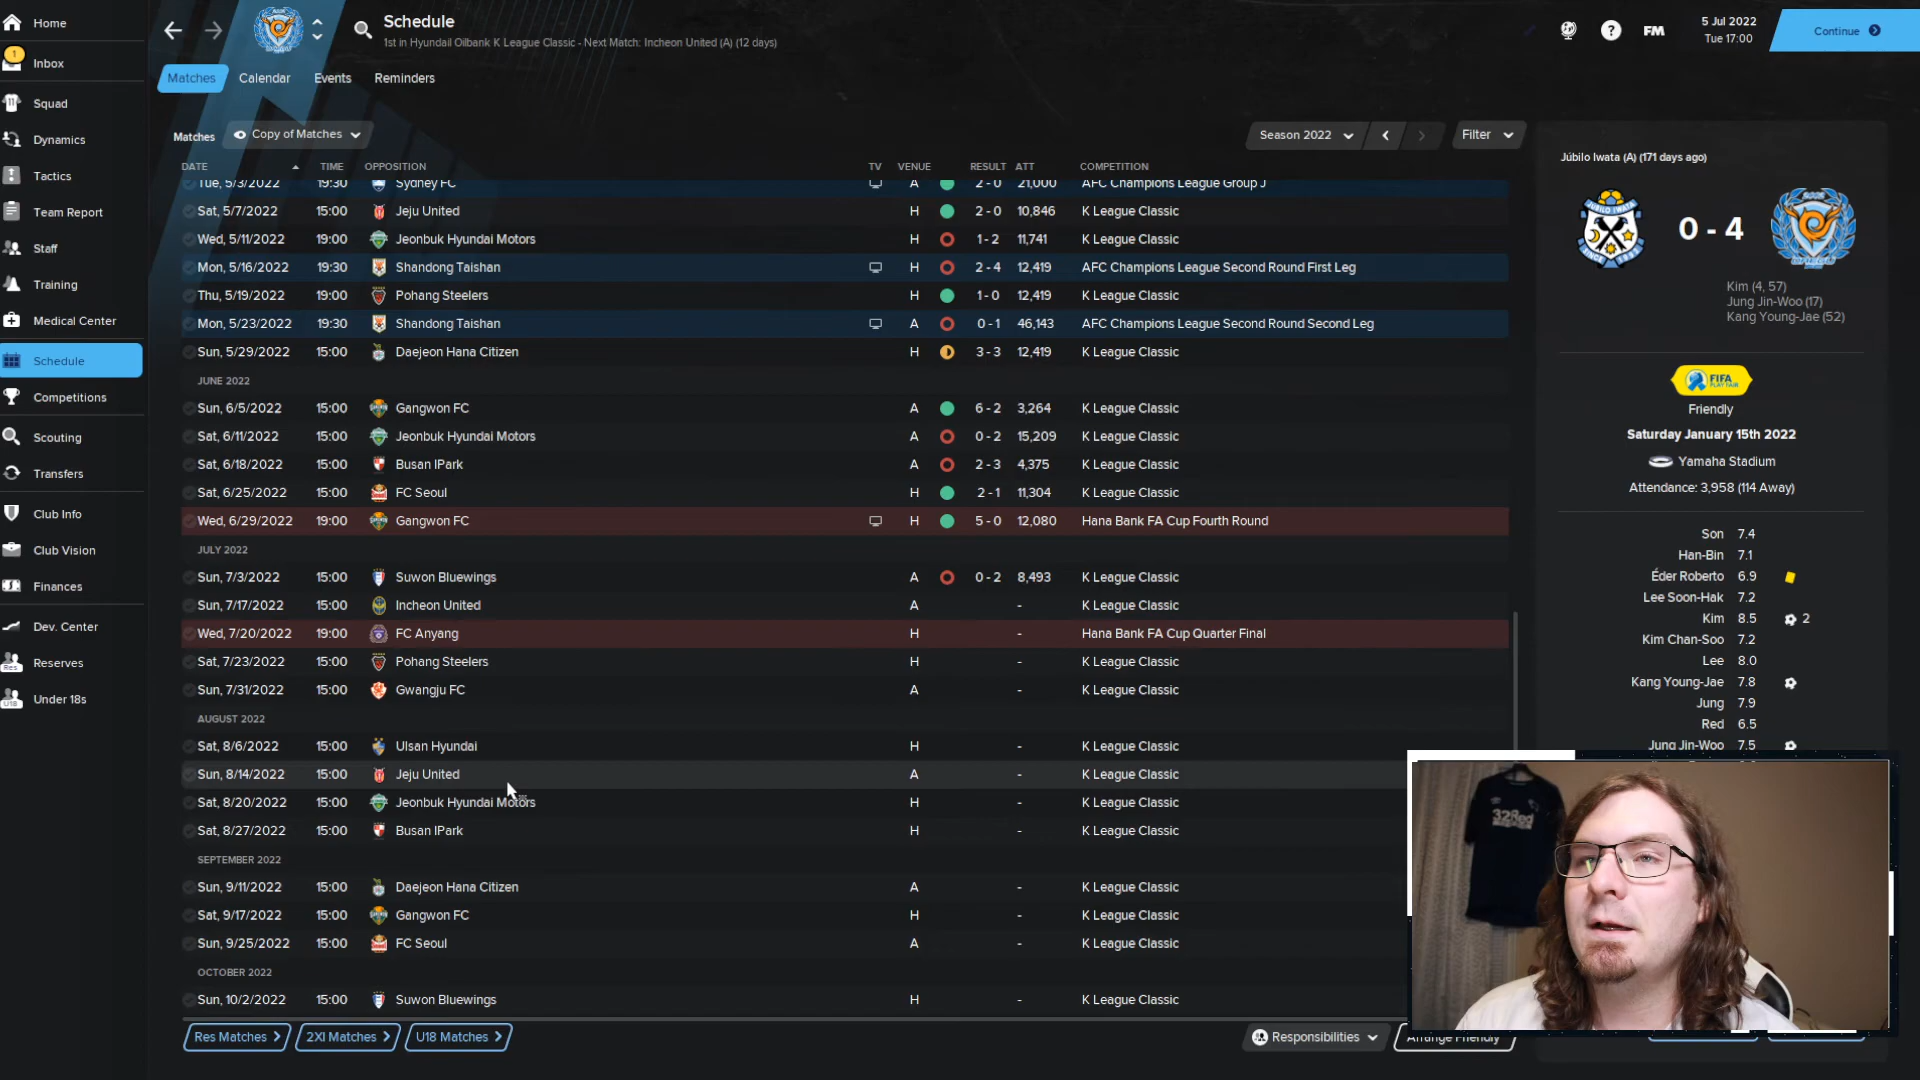 Home
1
Inbox
Squad
Dynamics
Tactics
Team Report
Staff
Training
Medical Center
Schedule
Competitions
Scouting
Transfers
Club Info
Club Vision
Finances
Dev. Center
Reserves
Under 18s
Schedule
1st in Hyundail Oilbank K League Classic - Next Match: Incheon United (A) (12 days)
FM
5 Jul 2022
Tue 17:00
Continue
Matches Calendar Events Reminders
Matches Copy of Matches Season 2022 Filter
DATE TIME OPPOSITION TV VENUE RESULT ATT COMPETITION
Tue, 5/3/2022 19:30 Sydney FC A 2 - 0 21,000 AFC Champions League Group J
Sat, 5/7/2022 15:00 Jeju United H 2 - 0 10,846 K League Classic
Wed, 5/11/2022 19:00 Jeonbuk Hyundai Motors H 1 - 2 11,741 K League Classic
Mon, 5/16/2022 19:30 Shandong Taishan H 2 - 4 12,419 AFC Champions League Second Round First Leg
Thu, 5/19/2022 19:00 Pohang Steelers H 1 - 0 12,419 K League Classic
Mon, 5/23/2022 19:30 Shandong Taishan A 0 - 1 46,143 AFC Champions League Second Round Second Leg
Sun, 5/29/2022 15:00 Daejeon Hana Citizen H 3 - 3 12,419 K League Classic
JUNE 2022
Sun, 6/5/2022 15:00 Gangwon FC A 6 - 2 3,264 K League Classic
Sat, 6/11/2022 15:00 Jeonbuk Hyundai Motors A 0 - 2 15,209 K League Classic
Sat, 6/18/2022 15:00 Busan IPark A 2 - 3 4,375 K League Classic
Sat, 6/25/2022 15:00 FC Seoul H 2 - 1 11,304 K League Classic
Wed, 6/29/2022 19:00 Gangwon FC H 5 - 0 12,080 Hana Bank FA Cup Fourth Round
JULY 2022
Sun, 7/3/2022 15:00 Suwon Bluewings A 0 - 2 8,493 K League Classic
Sun, 7/17/2022 15:00 Incheon United A - K League Classic
Wed, 7/20/2022 19:00 FC Anyang H - Hana Bank FA Cup Quarter Final
Sat, 7/23/2022 15:00 Pohang Steelers H - K League Classic
Sun, 7/31/2022 15:00 Gwangju FC A - K League Classic
AUGUST 2022
Sat, 8/6/2022 15:00 Ulsan Hyundai H - K League Classic
Sun, 8/14/2022 15:00 Jeju United A - K League Classic
Sat, 8/20/2022 15:00 Jeonbuk Hyundai Motors H - K League Classic
Sat, 8/27/2022 15:00 Busan IPark H - K League Classic
SEPTEMBER 2022
Sun, 9/11/2022 15:00 Daejeon Hana Citizen A - K League Classic
Sat, 9/17/2022 15:00 Gangwon FC H - K League Classic
Sun, 9/25/2022 15:00 FC Seoul A - K League Classic
OCTOBER 2022
Sun, 10/2/2022 15:00 Suwon Bluewings H - K League Classic
Res Matches 2XI Matches U18 Matches Responsibilities Arrange Friendly
Júbilo Iwata (A) (171 days ago)
0 - 4
Kim (4, 57)
Jung Jin-Woo (17)
Kang Young-Jae (52)
FIFA
Friendly
Saturday January 15th 2022
Yamaha Stadium
Attendance: 3,958 (114 Away)
Son 7.4
Han-Bin 7.1
Éder Roberto 6.9
Lee Soon-Hak 7.2
Kim 8.5 2
Kim Chan-Soo 7.2
Lee 8.0
Kang Young-Jae 7.8
Jung 7.9
Red 6.5
Jung Jin-Woo 7.5
32Red